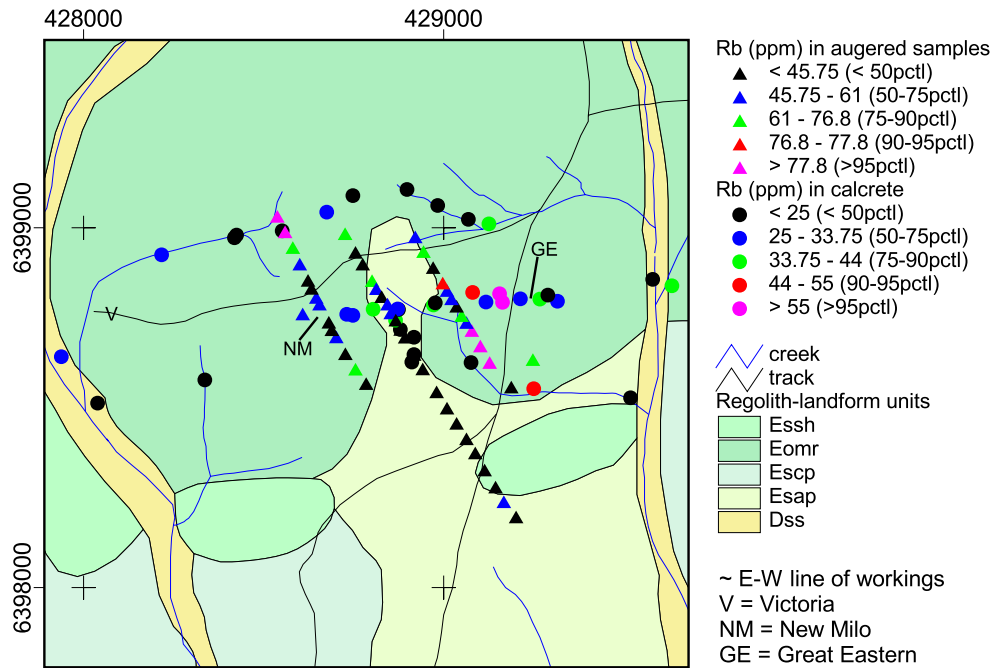 428000
429000
6399000
6398000
V
NM
GE
Rb (ppm) in augered samples
< 45.75 (< 50pctl)
45.75 - 61 (50-75pctl)
61 - 76.8 (75-90pctl)
76.8 - 77.8 (90-95pctl)
> 77.8 (>95pctl)
Rb (ppm) in calcrete
< 25 (< 50pctl)
25 - 33.75 (50-75pctl)
33.75 - 44 (75-90pctl)
44 - 55 (90-95pctl)
> 55 (>95pctl)
creek
track
Regolith-landform units
Essh
Eomr
Escp
Esap
Dss
~ E-W line of workings
V = Victoria
NM = New Milo
GE = Great Eastern